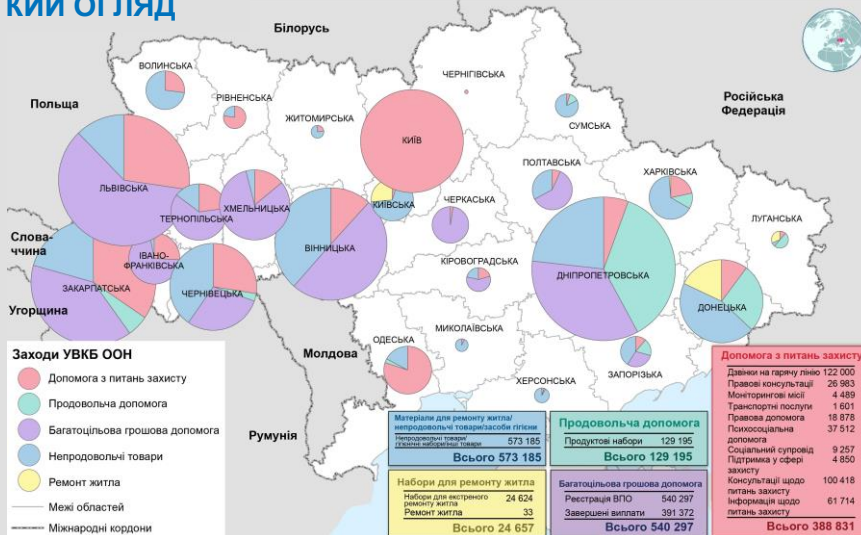 КИЙ ОГЛЯД
Білорусь
Польща
Російська
Федерація
Слова-
ччина
Угорщина
Молдова
Румунія
ВОЛИНСЬКА
РІВНЕНСЬКА
ЖИТОМИРСЬКА
ЧЕРНІГІВСЬКА
СУМСЬКА
КИЇВ
ЛЬВІВСЬКА
ТЕРНОПІЛЬСЬКА
ХМЕЛЬНИЦЬКА
КИЇВСЬКА
ЧЕРКАСЬКА
ПОЛТАВСЬКА
ХАРКІВСЬКА
ЛУГАНСЬКА
ІВАНО-
ФРАНКІВСЬКА
ВІННИЦЬКА
ЗАКАРПАТСЬКА
ЧЕРНІВЕЦЬКА
КІРОВОГРАДСЬКА
ДНІПРОПЕТРОВСЬКА
ДОНЕЦЬКА
ОДЕСЬКА
МИКОЛАЇВСЬКА
ЗАПОРІЗЬКА
ХЕРСОНСЬКА
Заходи УВКБ ООН
Допомога з питань захисту
Продовольча допомога
Багатоцільова грошова допомога
Непродовольчі товари
Ремонт житла
Межі областей
Міжнародні кордони
Матеріали для ремонту житла/
непродовольчі товари/засоби гігієни
Непродовольчі товари/
гігієнічні набори/інші товари 573 185
Всього 573 185
Продовольча допомога
Продуктові набори 129 195
Всього 129 195
Набори для ремонту житла
Набори для екстреного
ремонту житла 24 624
Ремонт житла 33
Всього 24 657
Багатоцільова грошова допомога
Реєстрація ВПО 540 297
Завершені виплати 391 372
Всього 540 297
Допомога з питань захисту
Дзвінки на гарячу лінію 122 000
Правові консультації 26 983
Моніторингові місії 4 489
Транспортні послуги 1 601
Правова допомога 18 878
Психосоціальна 37 512
допомога
Соціальний супровід 9 257
Підтримка у сфері 4 850
захисту
Консультації щодо 100 418
питань захисту
Інформація щодо 61 714
питань захисту
Всього 388 831